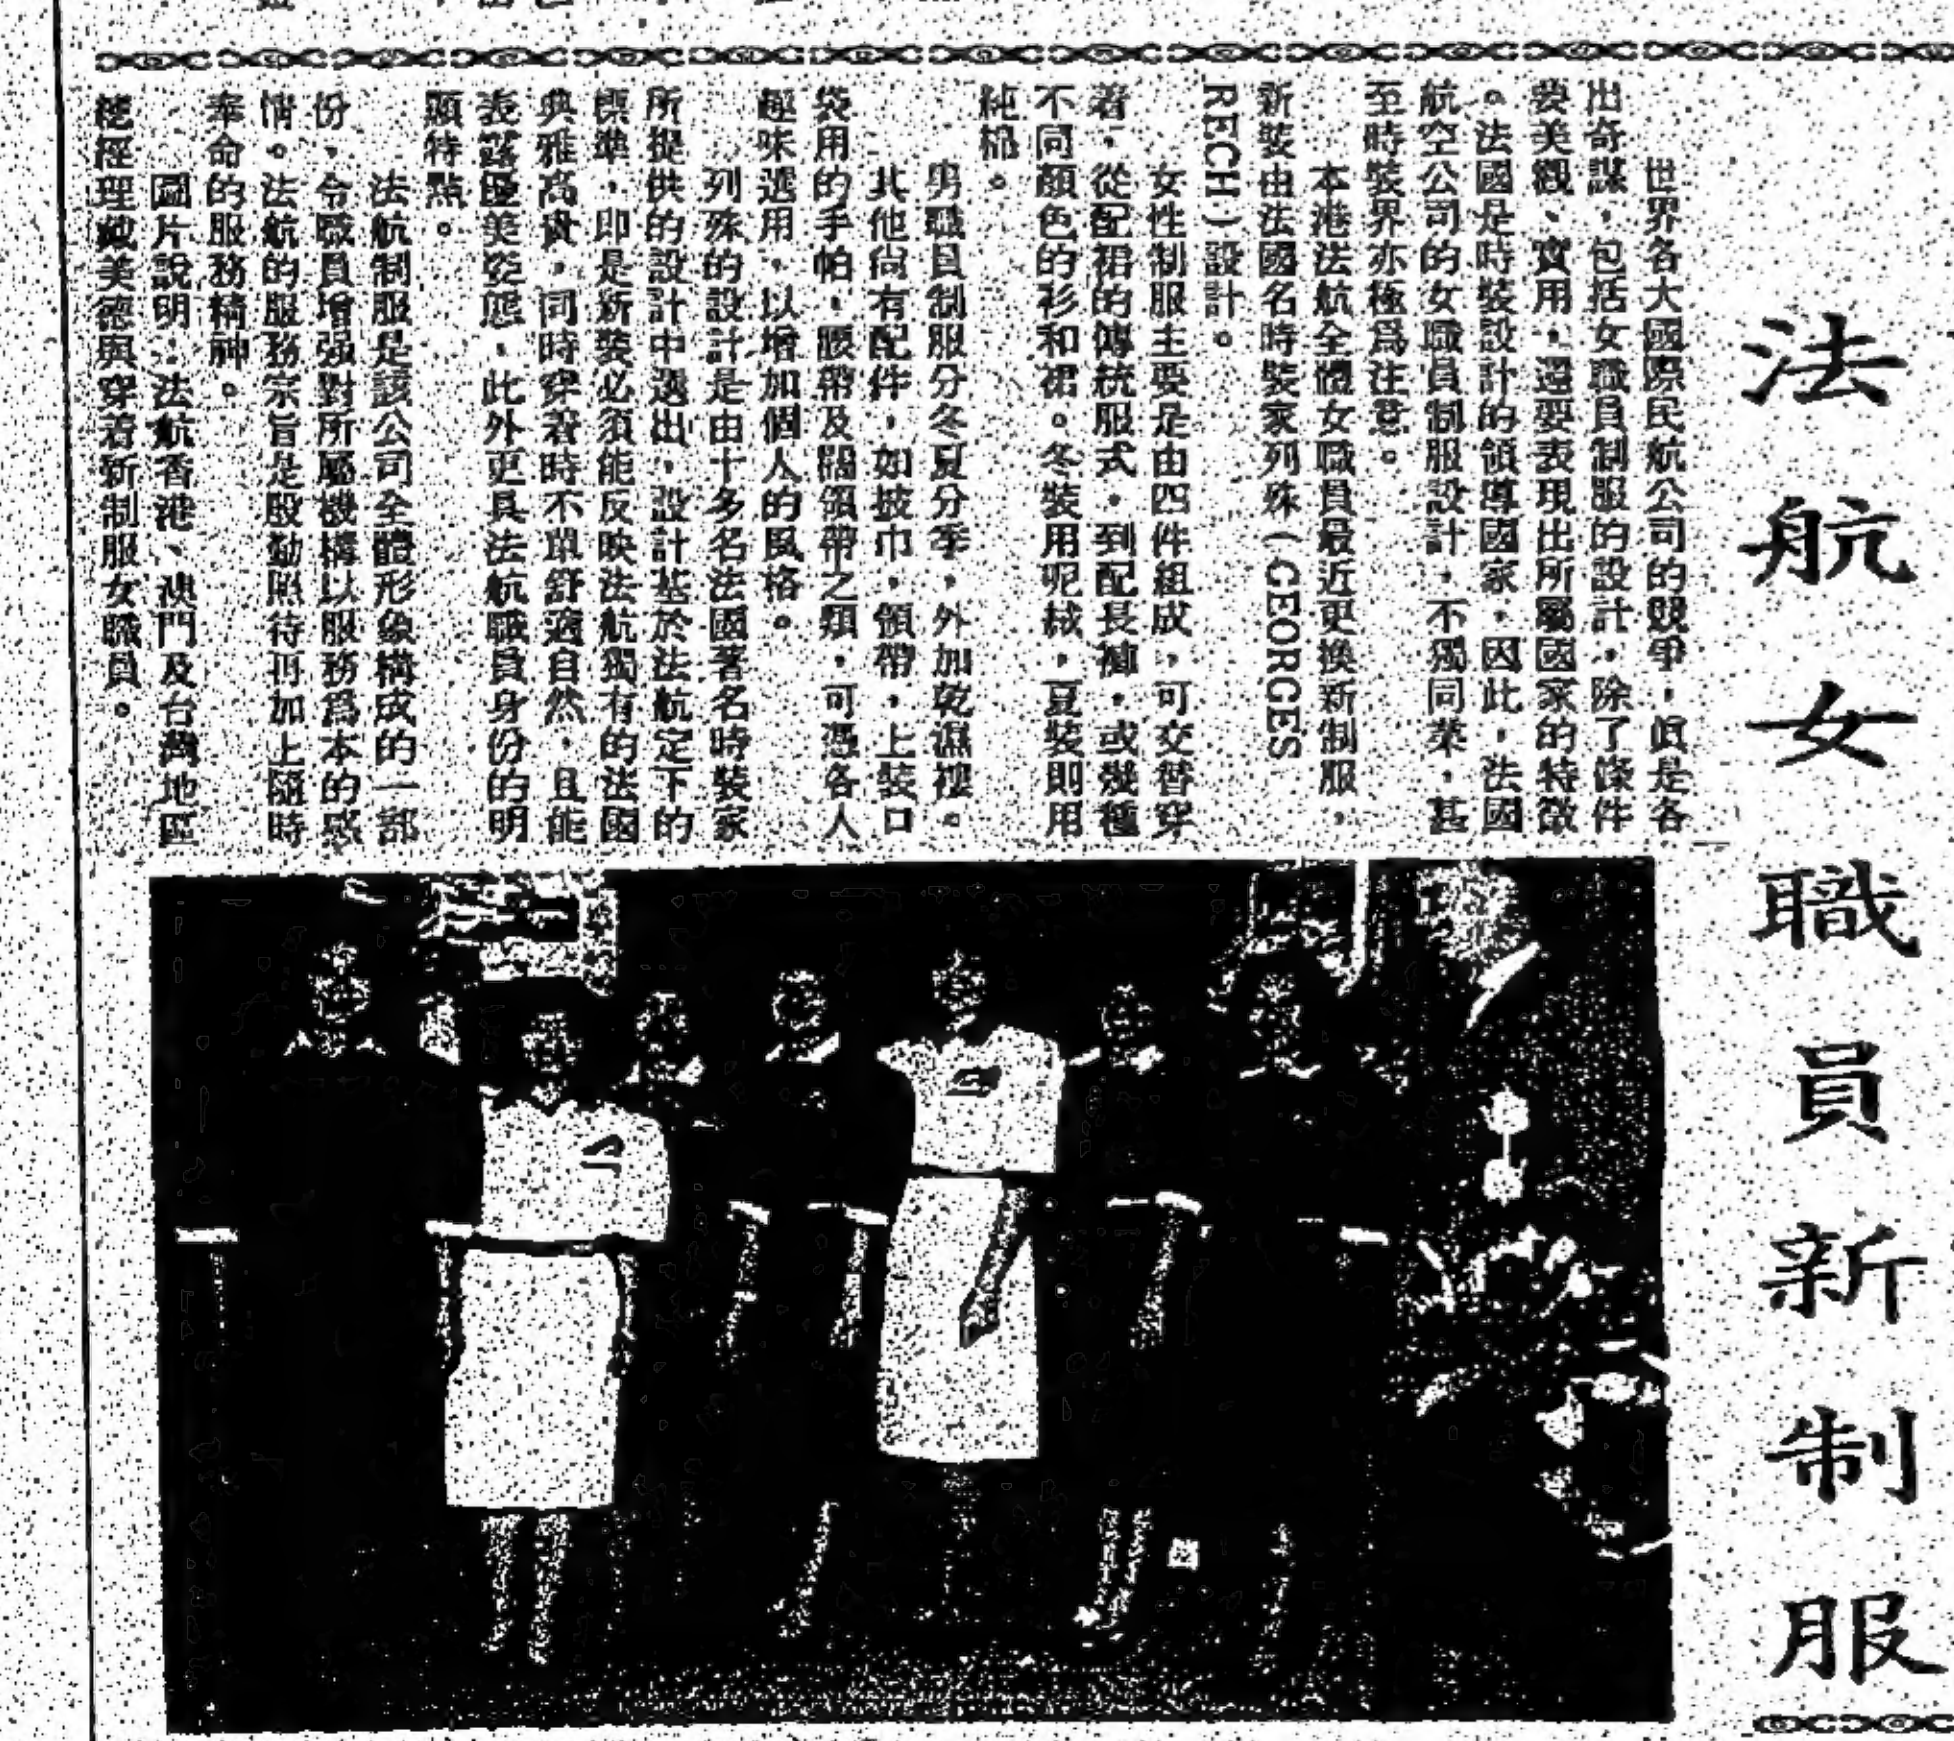 法航女職員新制服
世界各大國際民航公司的競爭，真是各
出奇謀，包括女職員制服的設計，除了條件
要美觀、實用，還要表現出所屬國家的特徵
。法國是時裝設計的領導國家，因此，法國
航空公司的女職員制服設計，不獨同業，甚
至時裝界亦極爲注意。
本港法航全體女職員最近更換新制服，
新裝由法國名時裝家列殊（GEORGES
RECH）設計。
女性制服主要是由四件組成，可交替穿
着，從配裙的傳統服式，到配長褲，或幾種
不同顏色的衫和裙。冬裝用呢絨，夏裝則用
純棉。
男職員制服分冬夏分季，外加乾濕褸。
其他尚有配件，如披巾，領帶，上裝口
袋用的手帕，腰帶及闊領帶之類，可憑各人
趣味選用，以增加個人的風格。
列殊的設計是由十多名法國著名時裝家
所提供的設計中選出，設計基於法航定下的
標準，即是新裝必須能反映法航獨有的法國
典雅高貴，同時穿着時不單舒適自然，且能
表露優美姿態，此外更具法航職員身份的明
顯特點。
法航制服是該公司全體形象構成的一部
份，令職員增强對所屬機構以服務爲本的感
情。法航的服務宗旨是殷勤照待再加上隨時
奉命的服務精神。
圖片說明：法航香港、澳門及台灣地區
總經理戴美德與穿着新制服女職員。